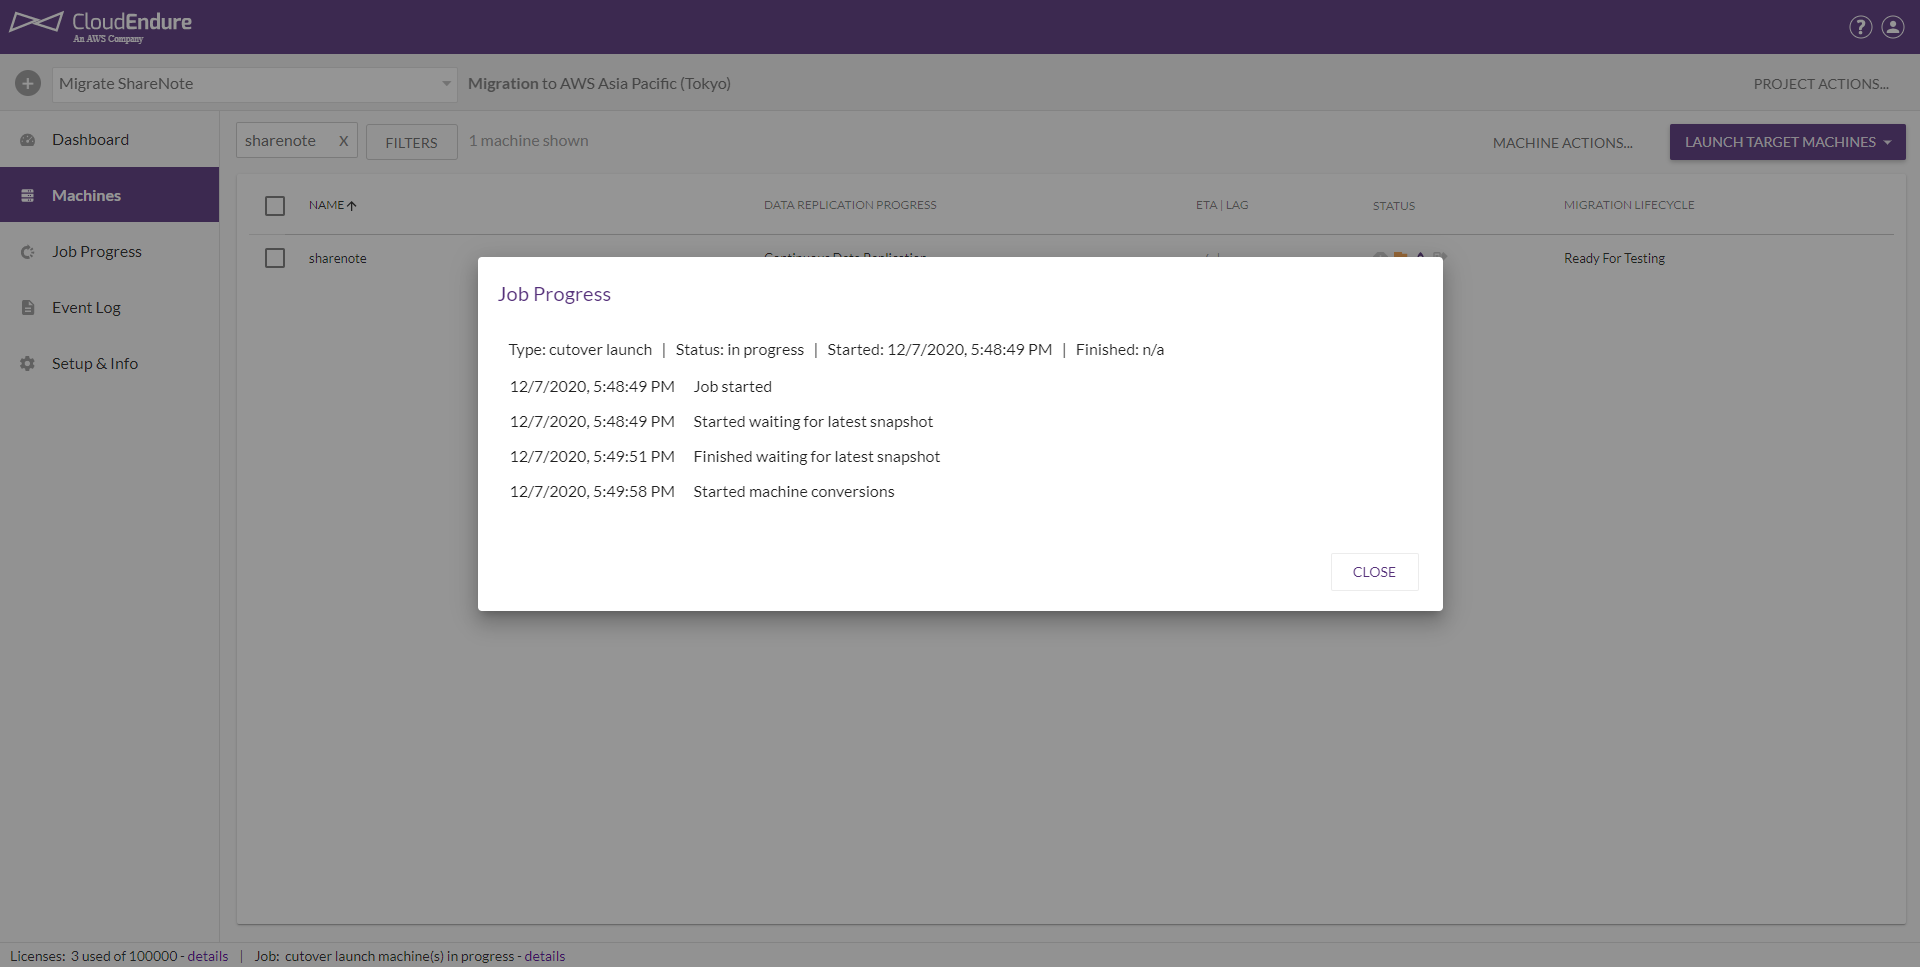 CloudEndure
An AWS Company
Migrate ShareNote
Migration to AWS Asia Pacific (Tokyo)
PROJECT ACTIONS...
Dashboard
Machines
Job Progress
Event Log
Setup & Info
sharenote X
FILTERS
1 machine shown
MACHINE ACTIONS...
LAUNCH TARGET MACHINES
NAME
DATA REPLICATION PROGRESS
ETA | LAG
STATUS
MIGRATION LIFECYCLE
sharenote
Continuous Data Replication
Ready For Testing
Job Progress
Type: cutover launch | Status: in progress | Started: 12/7/2020, 5:48:49 PM | Finished: n/a
12/7/2020, 5:48:49 PM Job started
12/7/2020, 5:48:49 PM Started waiting for latest snapshot
12/7/2020, 5:49:51 PM Finished waiting for latest snapshot
12/7/2020, 5:49:58 PM Started machine conversions
CLOSE
Licenses: 3 used of 100000 - details | Job: cutover launch machine(s) in progress - details